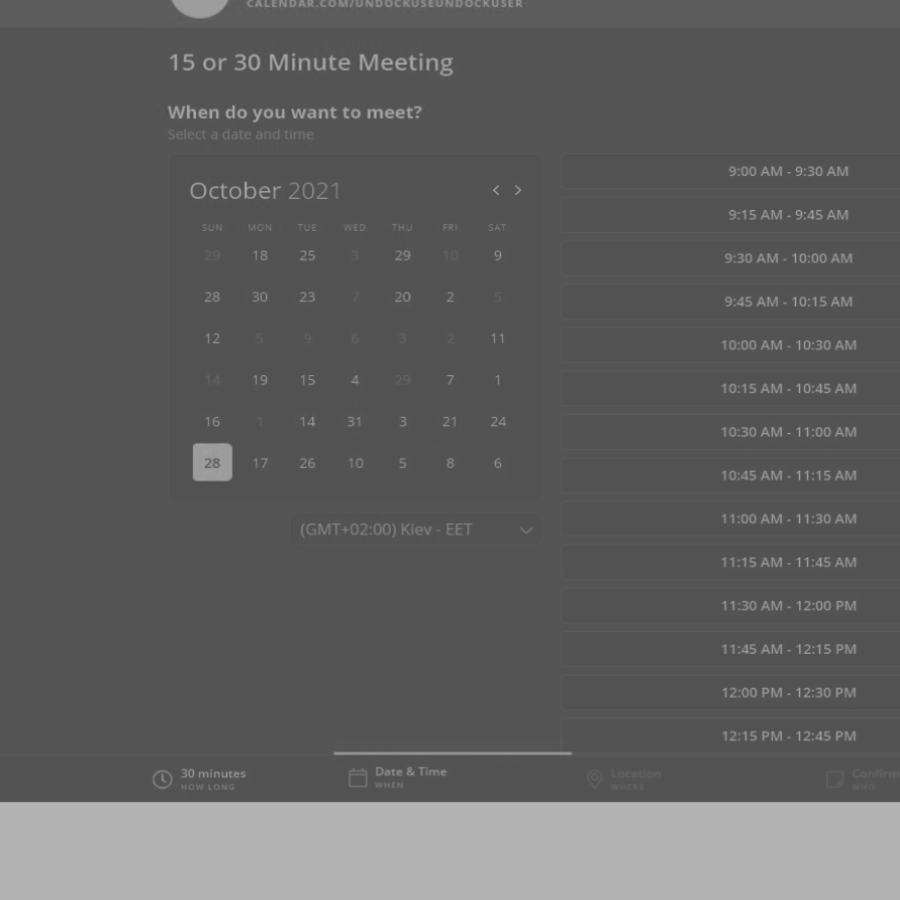 CALENDAR.COM/UNDOCKUSEUNDOCKUSER
15 or 30 Minute Meeting
When do you want to meet?
Select a date and time
October 2021 < >
SUN MON TUE WED THU FRI SAT
29 18 25 3 29 10 9
28 30 23 7 20 2 5
12 5 9 6 3 2 11
14 19 15 4 29 7 1
16 1 14 31 3 21 24
28 17 26 10 5 8 6
(GMT+02:00) Kiev - EET
9:00 AM - 9:30 AM
9:15 AM - 9:45 AM
9:30 AM - 10:00 AM
9:45 AM - 10:15 AM
10:00 AM - 10:30 AM
10:15 AM - 10:45 AM
10:30 AM - 11:00 AM
10:45 AM - 11:15 AM
11:00 AM - 11:30 AM
11:15 AM - 11:45 AM
11:30 AM - 12:00 PM
11:45 AM - 12:15 PM
12:00 PM - 12:30 PM
12:15 PM - 12:45 PM
30 minutes
HOW LONG
Date & Time
WHEN
Location
WHERE
Confirm
WHO